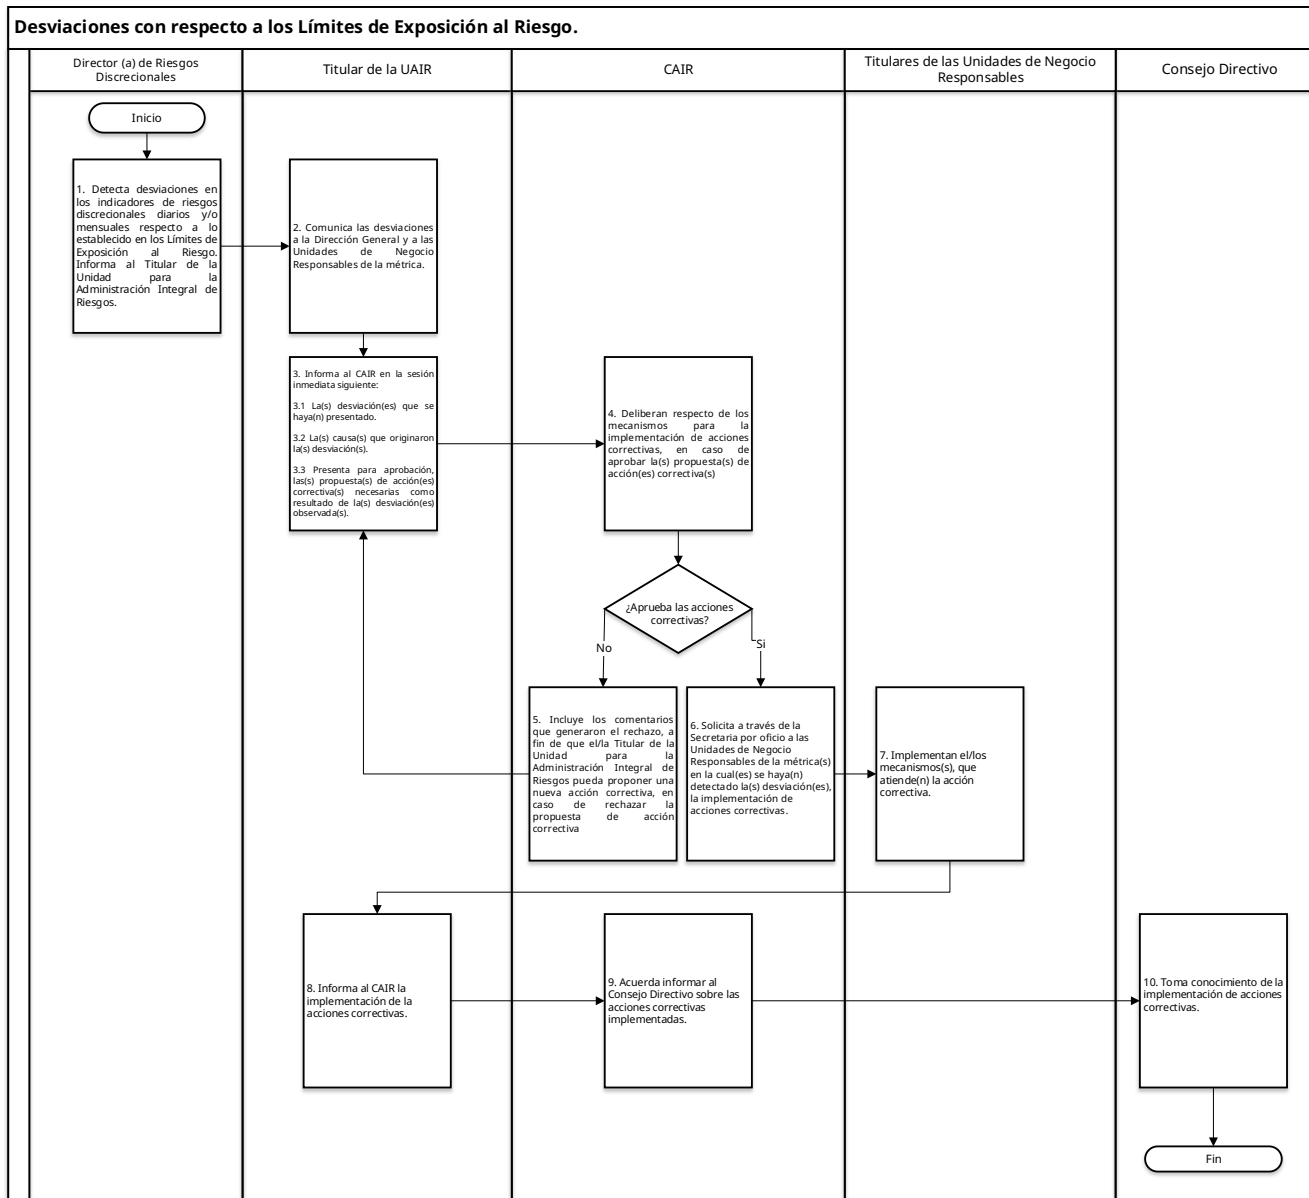 Desviaciones con respecto a los Límites de Exposición al Riesgo.
Director (a) de Riesgos
Discrecionales
Titular de la UAIR
CAIR
Titulares de las Unidades de Negocio
Responsables
Consejo Directivo
Inicio
1. Detecta desviaciones en
los indicadores de riesgos
discrecionales diarios y/o
mensuales respecto a lo
establecido en los Límites de
Exposición al Riesgo.
Informa al Titular de la
Unidad para la
Administración Integral de
Riesgos.
2. Comunica las desviaciones
a la Dirección General y a las
Unidades de Negocio
Responsables de la métrica.
3. Informa al CAIR en la sesión
inmediata siguiente:
3.1 La(s) desviación(es) que se
haya(n) presentado.
3.2 La(s) causa(s) que originaron
la(s) desviación(s).
3.3 Presenta para aprobación,
las(s) propuesta(s) de acción(es)
correctiva(s) necesarias como
resultado de la(s) desviación(es)
observada(s).
4. Deliberan respecto de los
mecanismos para la
implementación de acciones
correctivas, en caso de
aprobar la(s) propuesta(s) de
acción(es) correctiva(s)
¿Aprueba las acciones
correctivas?
No
Si
5. Incluye los comentarios
que generaron el rechazo, a
fin de que el/la Titular de la
Unidad para la
Administración Integral de
Riesgos pueda proponer una
nueva acción correctiva, en
caso de rechazar la
propuesta de acción
correctiva
6. Solicita a través de la
Secretaria por oficio a las
Unidades de Negocio
Responsables de la métrica(s)
en la cual(es) se haya(n)
detectado la(s) desviación(es),
la implementación de
acciones correctivas.
7. Implementan el/los
mecanismos(s), que
atiende(n) la acción
correctiva.
8. Informa al CAIR la
implementación de la
acciones correctivas.
9. Acuerda informar al
Consejo Directivo sobre las
acciones correctivas
implementadas.
10. Toma conocimiento de la
implementación de acciones
correctivas.
Fin